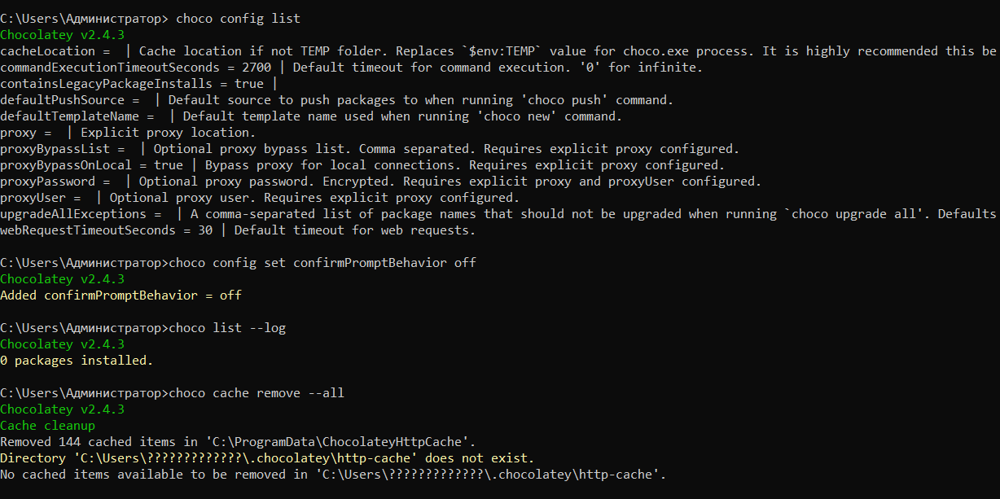 C:\Users\Администратор> choco config list
Chocolatey v2.4.3
cacheLocation =  | Cache location if not TEMP folder. Replaces `$env:TEMP` value for choco.exe process. It is highly recommended this be
commandExecutionTimeoutSeconds = 2700 | Default timeout for command execution. '0' for infinite.
containsLegacyPackageInstalls = true |
defaultPushSource =  | Default source to push packages to when running 'choco push' command.
defaultTemplateName =  | Default template name used when running 'choco new' command.
proxy =  | Explicit proxy location.
proxyBypassList =  | Optional proxy bypass list. Comma separated. Requires explicit proxy configured.
proxyBypassOnLocal = true | Bypass proxy for local connections. Requires explicit proxy configured.
proxyPassword =  | Optional proxy password. Encrypted. Requires explicit proxy and proxyUser configured.
proxyUser =  | Optional proxy user. Requires explicit proxy configured.
upgradeAllExceptions =  | A comma-separated list of package names that should not be upgraded when running `choco upgrade all'. Defaults
webRequestTimeoutSeconds = 30 | Default timeout for web requests.
C:\Users\Администратор>choco config set confirmPromptBehavior off
Chocolatey v2.4.3
Added confirmPromptBehavior = off
C:\Users\Администратор>choco list --log
Chocolatey v2.4.3
0 packages installed.
C:\Users\Администратор>choco cache remove --all
Chocolatey v2.4.3
Cache cleanup
Removed 144 cached items in 'C:\ProgramData\ChocolateyHttpCache'.
Directory 'C:\Users\?????????????\.chocolatey\http-cache' does not exist.
No cached items available to be removed in 'C:\Users\?????????????\.chocolatey\http-cache'.